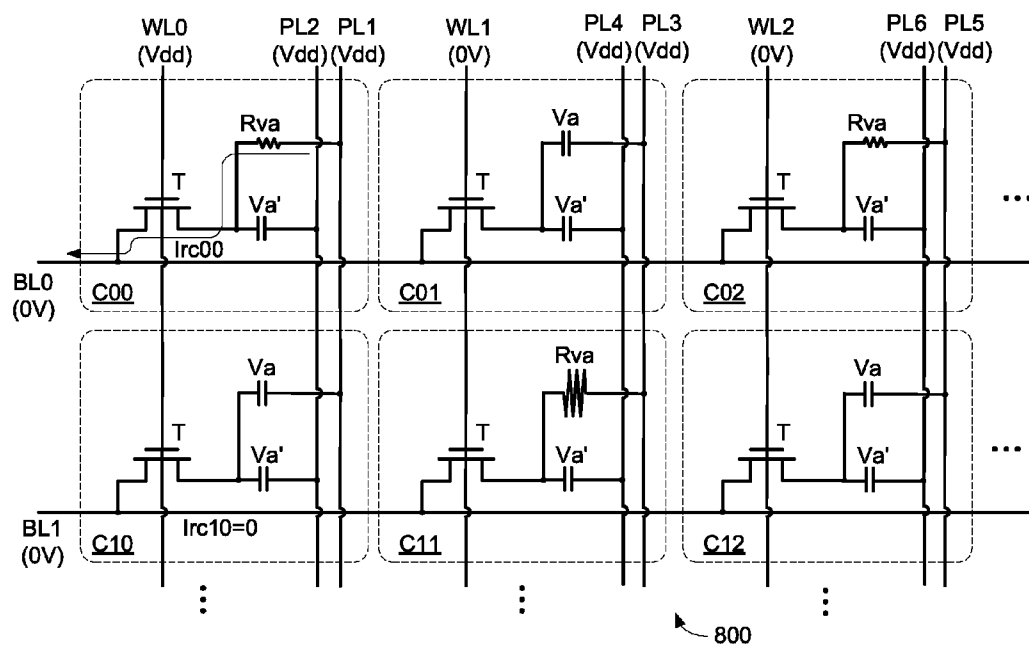 WL0 PL2 PL1 WL1 PL4 PL3 WL2 PL6 PL5
(Vdd) (Vdd) (Vdd) (0V) (Vdd) (Vdd) (0V) (Vdd) (Vdd)
Rva Va Rva
T Va' T Va' T Va' ...
Irc00
BL0 C00 C01 C02
(0V)
Va Rva Va
T Va' T Va' T Va' ...
BL1 Irc10=0
(0V) C10 C11 C12
... ... ...
800